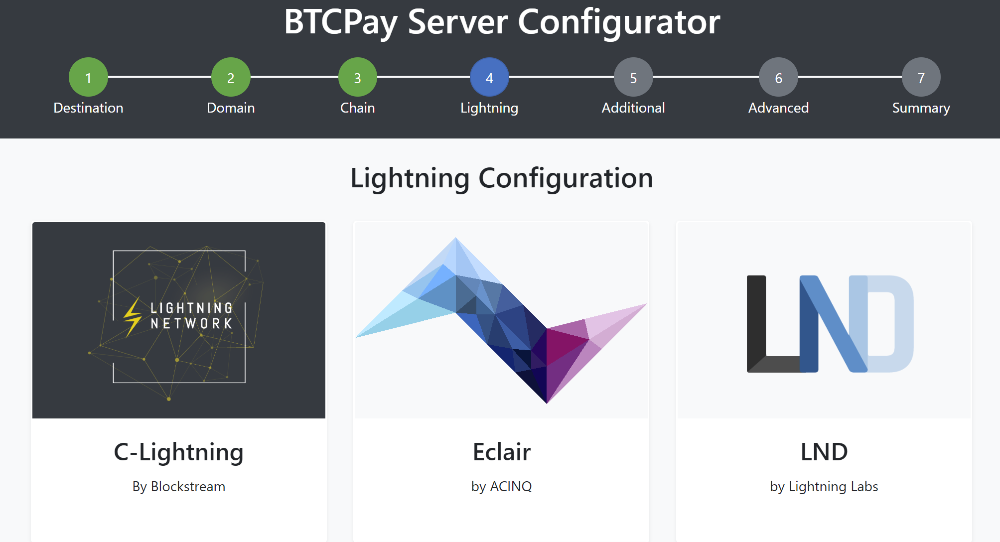 BTCPay Server Configurator
1 2 3 4 5 6 7
Destination Domain Chain Lightning Additional Advanced Summary
Lightning Configuration
LIGHTNING
NETWORK
LND
C-Lightning
By Blockstream
Eclair
by ACINQ
LND
by Lightning Labs